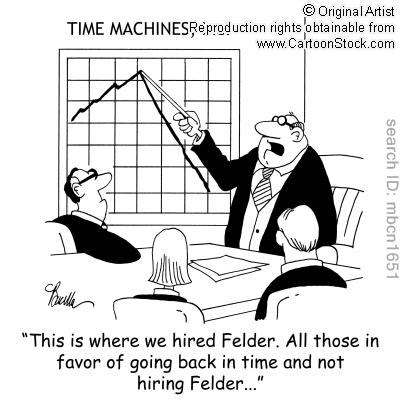 © Original Artist
TIME MACHINES,
Reproduction rights obtainable from
www.CartoonStock.com
search ID: mbcn1651
“This is where we hired Felder. All those in
favor of going back in time and not
hiring Felder...”